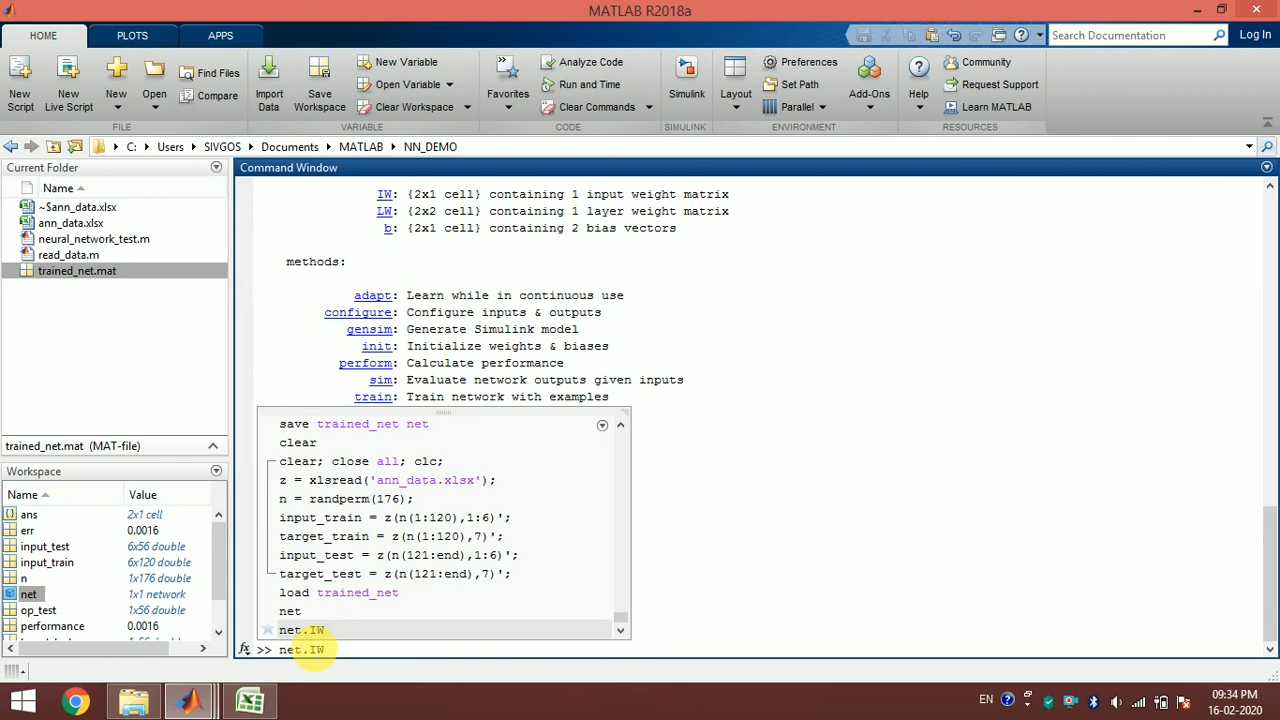 MATLAB R2018a
HOME
PLOTS
APPS
Search Documentation
Log In
New Script
New Live Script
New
Open
Find Files
Compare
Import Data
Save Workspace
New Variable
Open Variable
Clear Workspace
Favorites
Analyze Code
Run and Time
Clear Commands
Simulink
Layout
Preferences
Set Path
Parallel
Add-Ons
Help
Community
Request Support
Learn MATLAB
FILE
VARIABLE
CODE
SIMULINK
ENVIRONMENT
RESOURCES
C: Users SIVGOS Documents MATLAB NN_DEMO
Current Folder
Name
~$ann_data.xlsx
ann_data.xlsx
neural_network_test.m
read_data.m
trained_net.mat
trained_net.mat (MAT-file)
Workspace
Name Value
ans 2x1 cell
err 0.0016
input_test 6x56 double
input_train 6x120 double
n 1x176 double
net 1x1 network
op_test 1x56 double
performance 0.0016
Command Window
IW: {2x1 cell} containing 1 input weight matrix
LW: {2x2 cell} containing 1 layer weight matrix
b: {2x1 cell} containing 2 bias vectors
methods:
adapt: Learn while in continuous use
configure: Configure inputs & outputs
gensim: Generate Simulink model
init: Initialize weights & biases
perform: Calculate performance
sim: Evaluate network outputs given inputs
train: Train network with examples
save trained_net net
clear
clear; close all; clc;
z = xlsread('ann_data.xlsx');
n = randperm(176);
input_train = z(n(1:120),1:6)';
target_train = z(n(1:120),7)';
input_test = z(n(121:end),1:6)';
target_test = z(n(121:end),7)';
load trained_net
net
net.IW
fx >> net.IW
EN
09:34 PM
16-02-2020